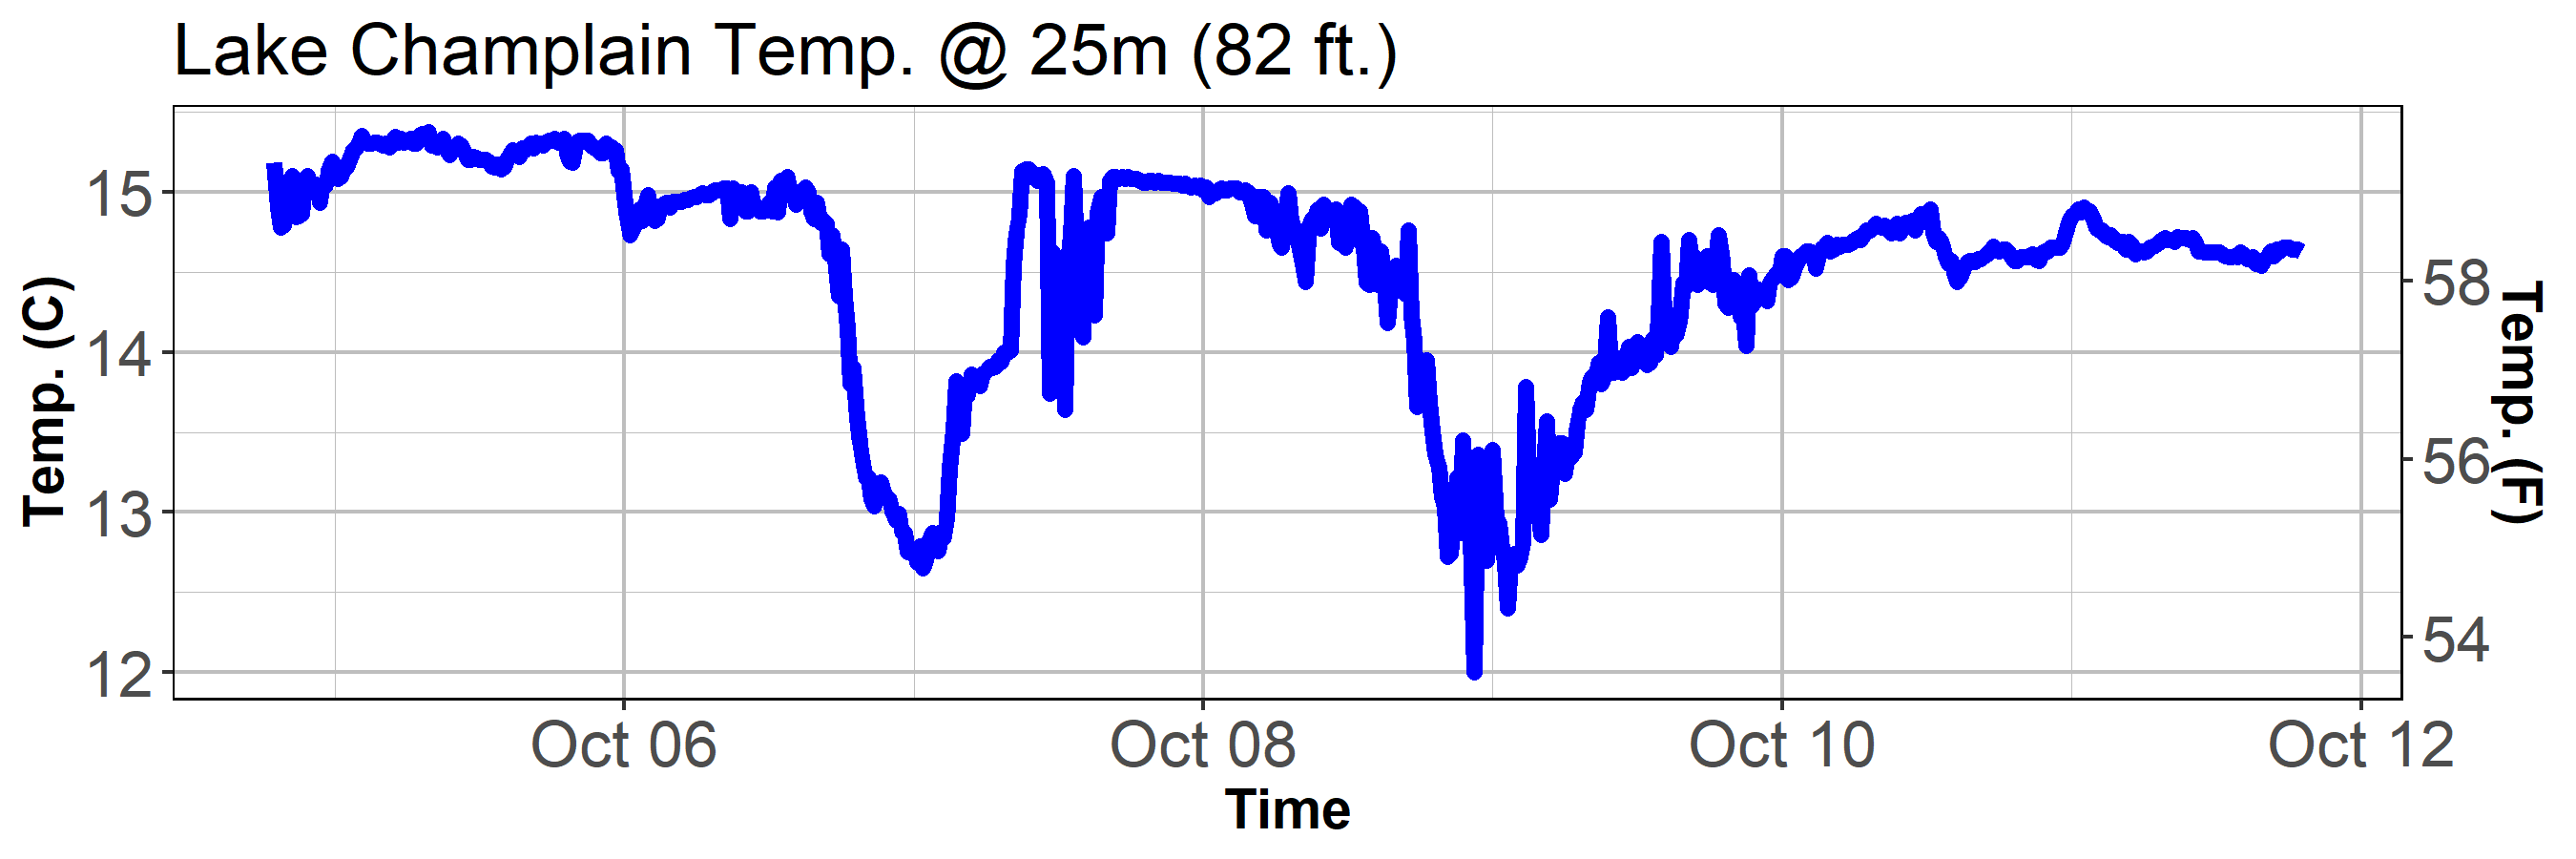 Lake Champlain Temp. @ 25m (82 ft.)
Temp. (C)
15
14
13
12
58
56
54
Temp. (F)
Oct 06
Oct 08
Oct 10
Oct 12
Time